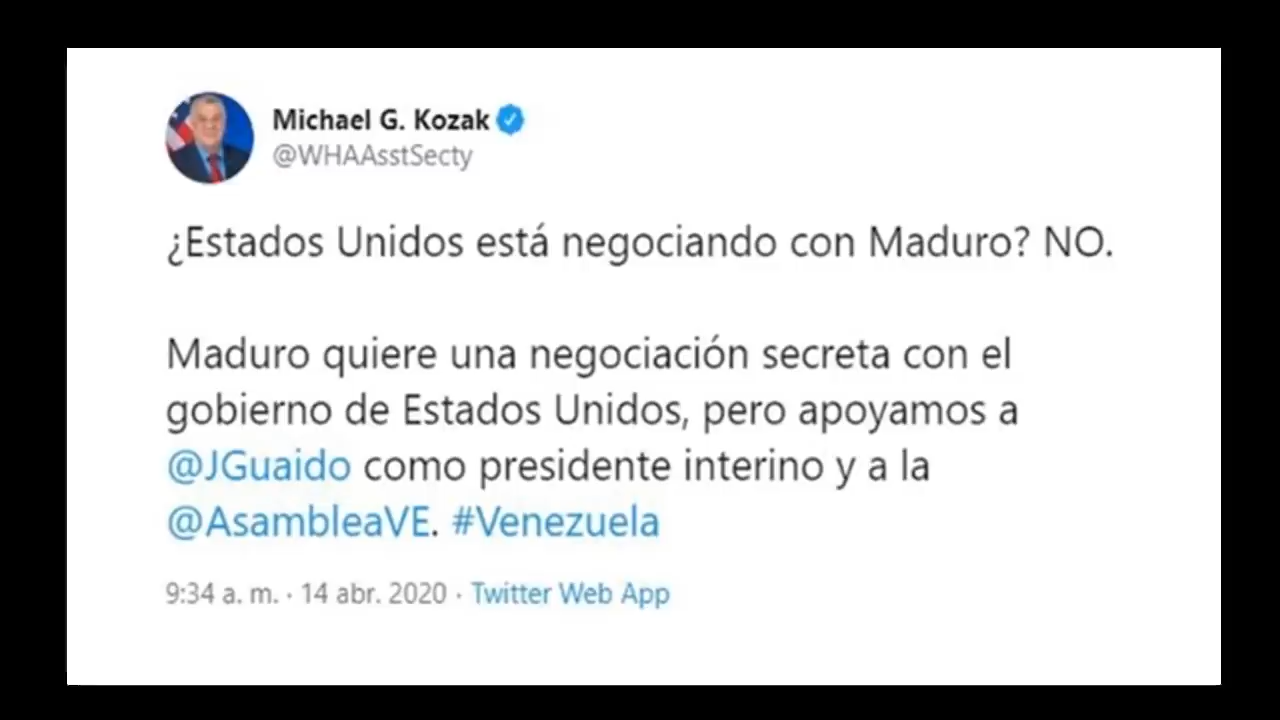 Michael G. Kozak
@WHAAsstSecty
¿Estados Unidos está negociando con Maduro? NO.
Maduro quiere una negociación secreta con el
gobierno de Estados Unidos, pero apoyamos a
@JGuaido como presidente interino y a la
@AsambleaVE. #Venezuela
9:34 a. m. · 14 abr. 2020 · Twitter Web App